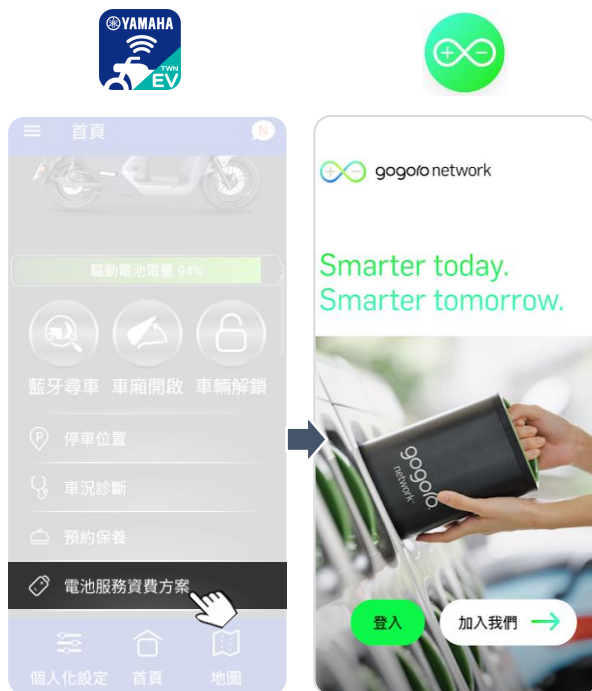 YAMAHA
TWN
EV
首頁
N
驅動電池電量 94%
藍牙尋車 車廂開啟 車輛解鎖
P 停車位置
車況診斷
預約保養
電池服務資費方案
個人化設定 首頁 地圖
gogoro network
Smarter today.
Smarter tomorrow.
gogoro
network
登入 加入我們